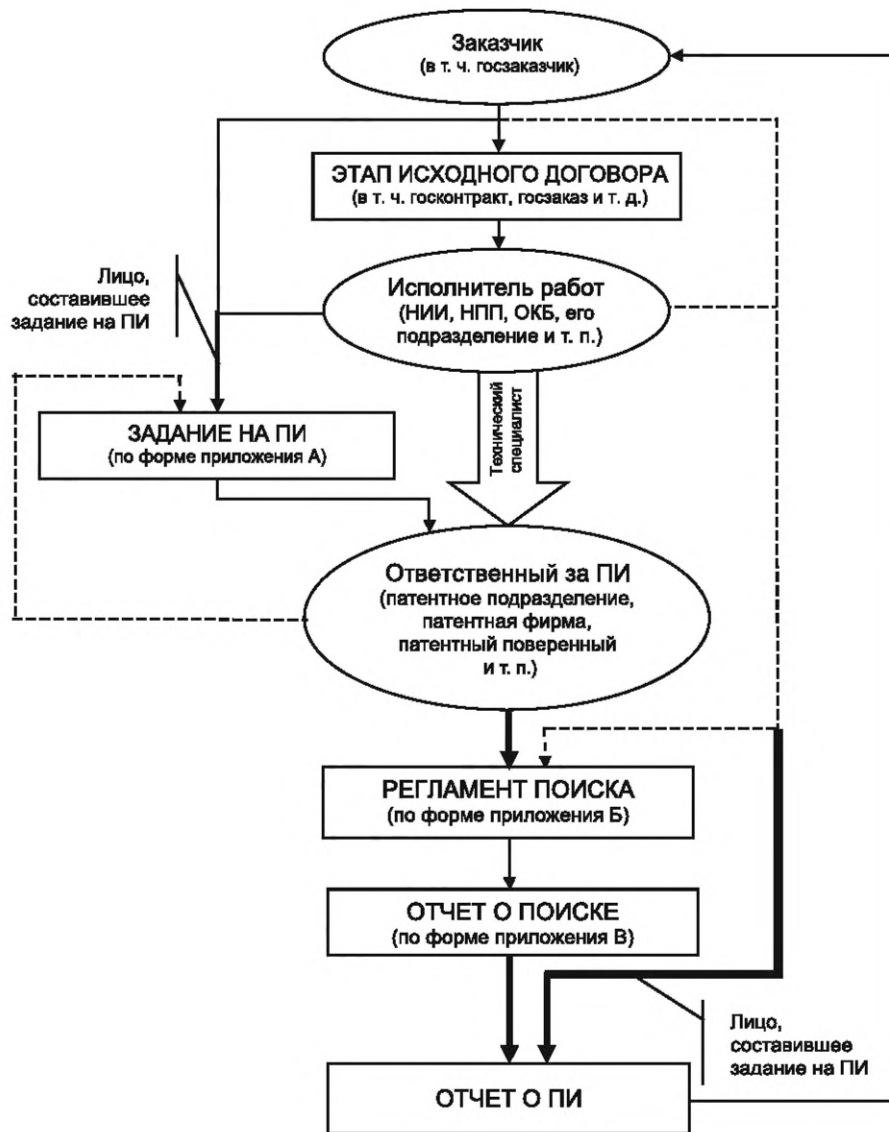 Заказчик
(в т. ч. госзаказчик)
ЭТАП ИСХОДНОГО ДОГОВОРА
(в т. ч. госконтракт, госзаказ и т. д.)
Лицо,
составившее
задание на ПИ
Исполнитель работ
(НИИ, НПП, ОКБ, его
подразделение и т. п.)
Технический
специалист
ЗАДАНИЕ НА ПИ
(по форме приложения А)
Ответственный за ПИ
(патентное подразделение,
патентная фирма,
патентный поверенный
и т. п.)
РЕГЛАМЕНТ ПОИСКА
(по форме приложения Б)
ОТЧЕТ О ПОИСКЕ
(по форме приложения В)
Лицо,
составившее
задание на ПИ
ОТЧЕТ О ПИ